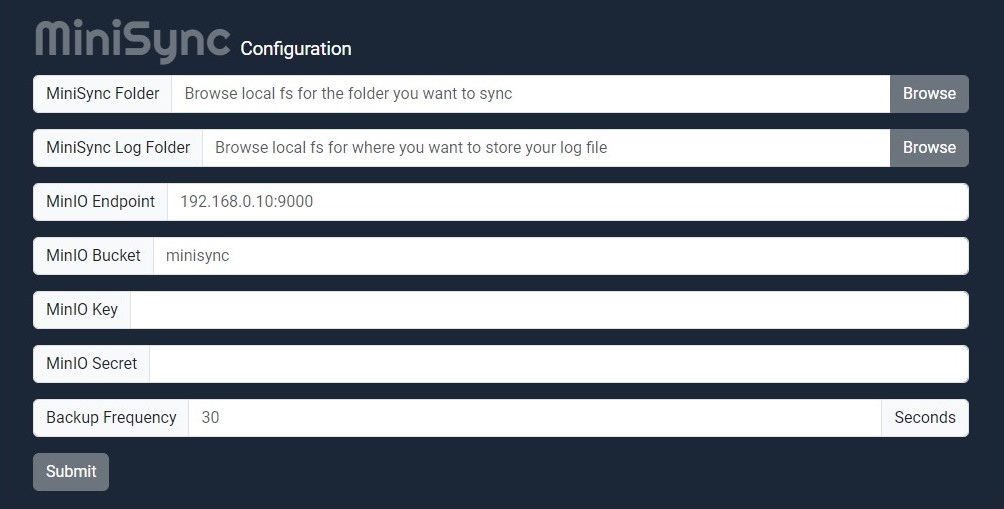 MiniSync Configuration
MiniSync Folder Browse local fs for the folder you want to sync Browse
MiniSync Log Folder Browse local fs for where you want to store your log file Browse
MinIO Endpoint 192.168.0.10:9000
MinIO Bucket minisync
MinIO Key
MinIO Secret
Backup Frequency 30 Seconds
Submit